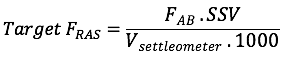 Target F_RAS = F_AB . SSV / V_settleometer . 1000